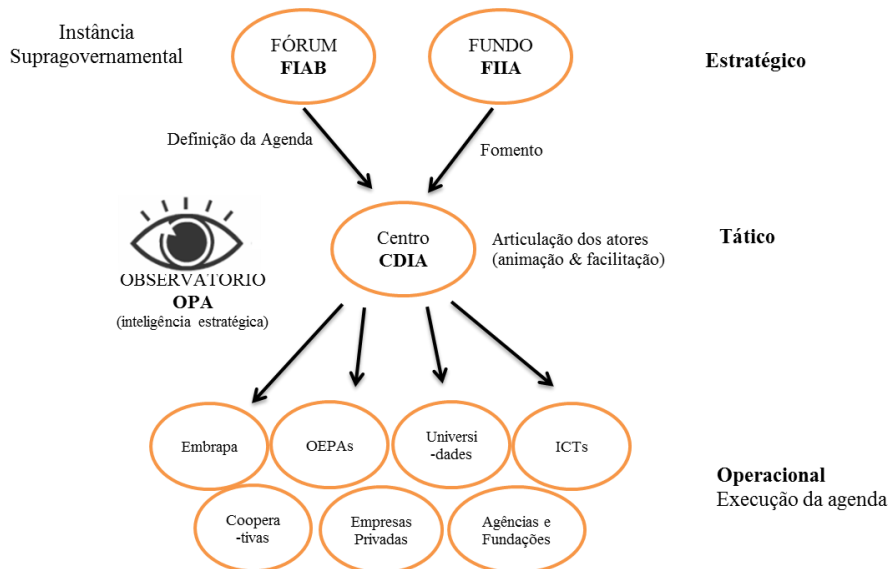 Instância
Supragovernamental
FÓRUM
FIAB
FUNDO
FIIA
Estratégico
Definição da Agenda
Fomento
Centro
CDIA
Articulação dos atores
(animação & facilitação)
Tático
OBSERVATORIO
OPA
(inteligência estratégica)
Embrapa
OEPAs
Universi
-dades
ICTs
Coopera
-tivas
Empresas
Privadas
Agências e
Fundações
Operacional
Execução da agenda